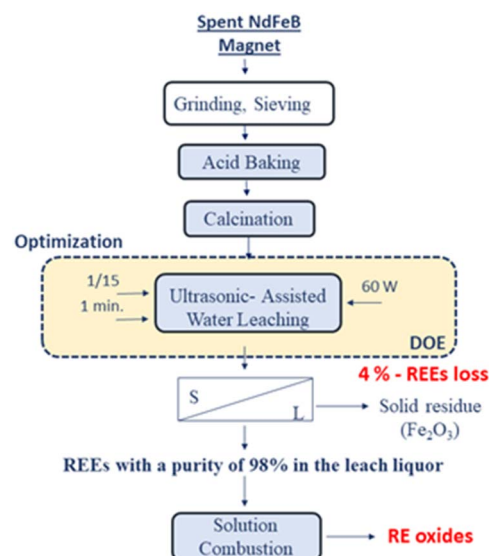 Spent NdFeB
Magnet
Grinding, Sieving
Acid Baking
Calcination
Optimization
1/15
1 min.
Ultrasonic- Assisted
Water Leaching
60 W
DOE
4 % - REEs loss
S
L
Solid residue
(Fe₂O₃)
REEs with a purity of 98% in the leach liquor
Solution
Combustion
RE oxides